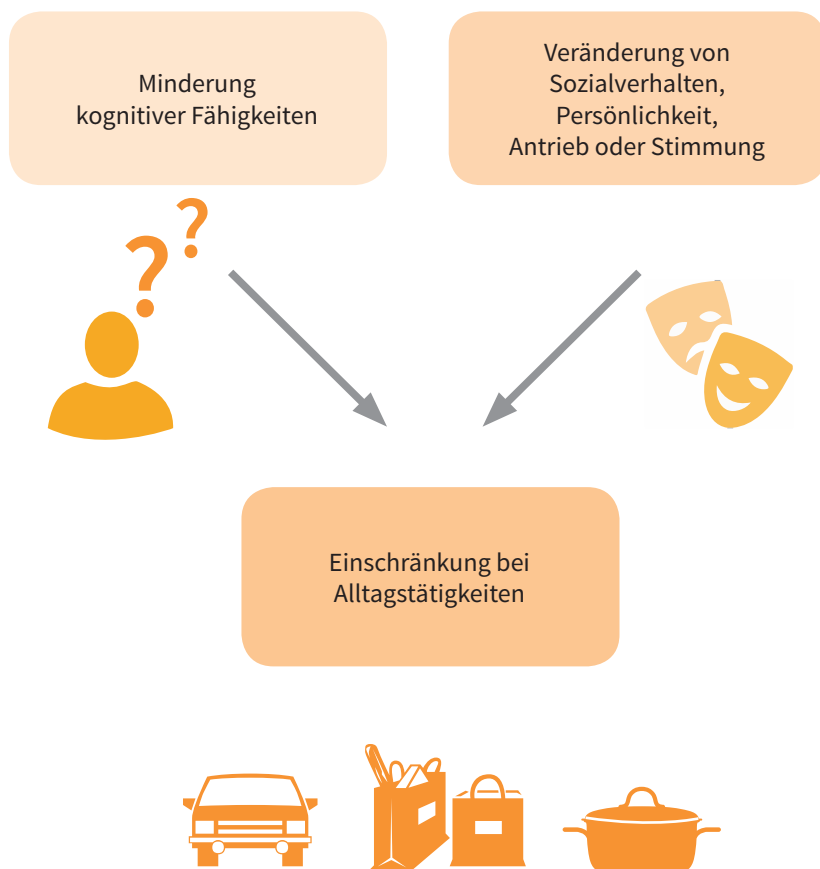 Minderung
kognitiver Fähigkeiten
Veränderung von
Sozialverhalten,
Persönlichkeit,
Antrieb oder Stimmung
? ?
Einschränkung bei
Alltagstätigkeiten